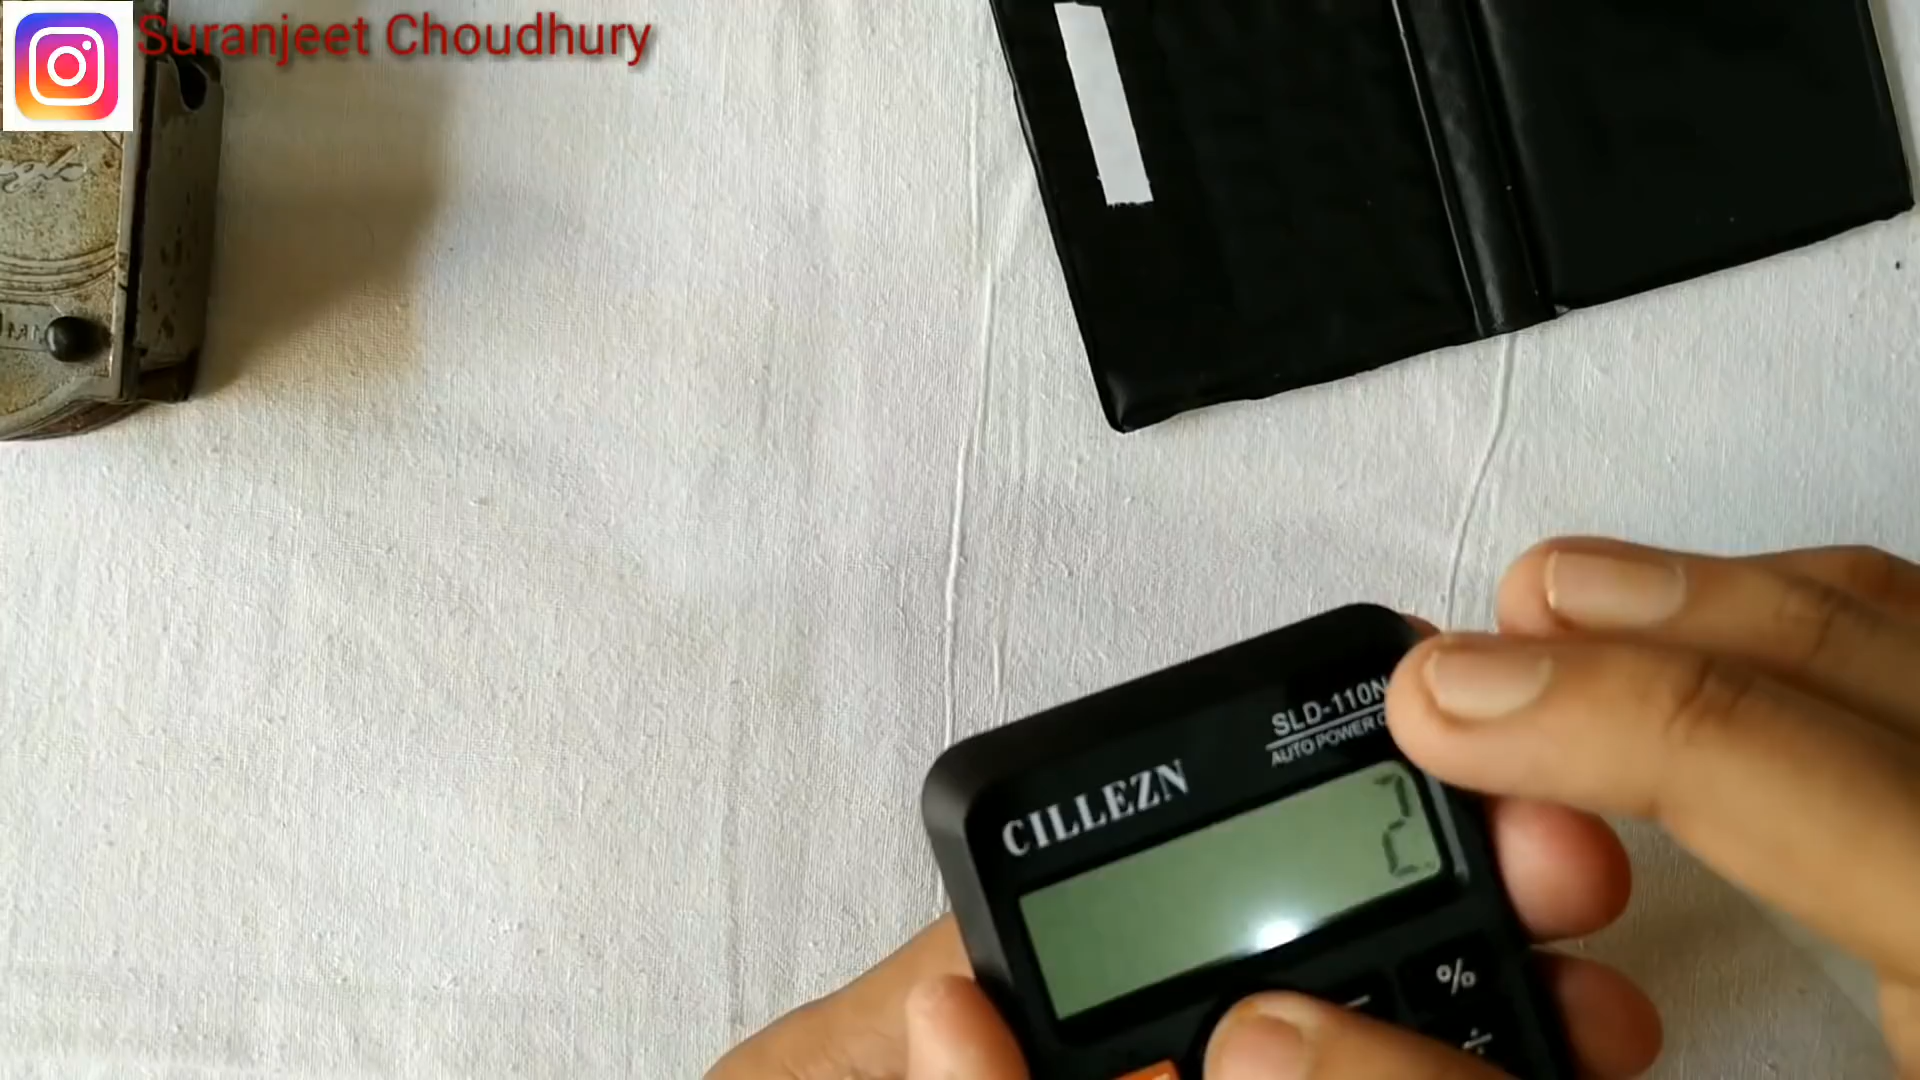 Suranjeet Choudhury
SLD-110N
AUTO POWER
CILLEZN
2
%
÷